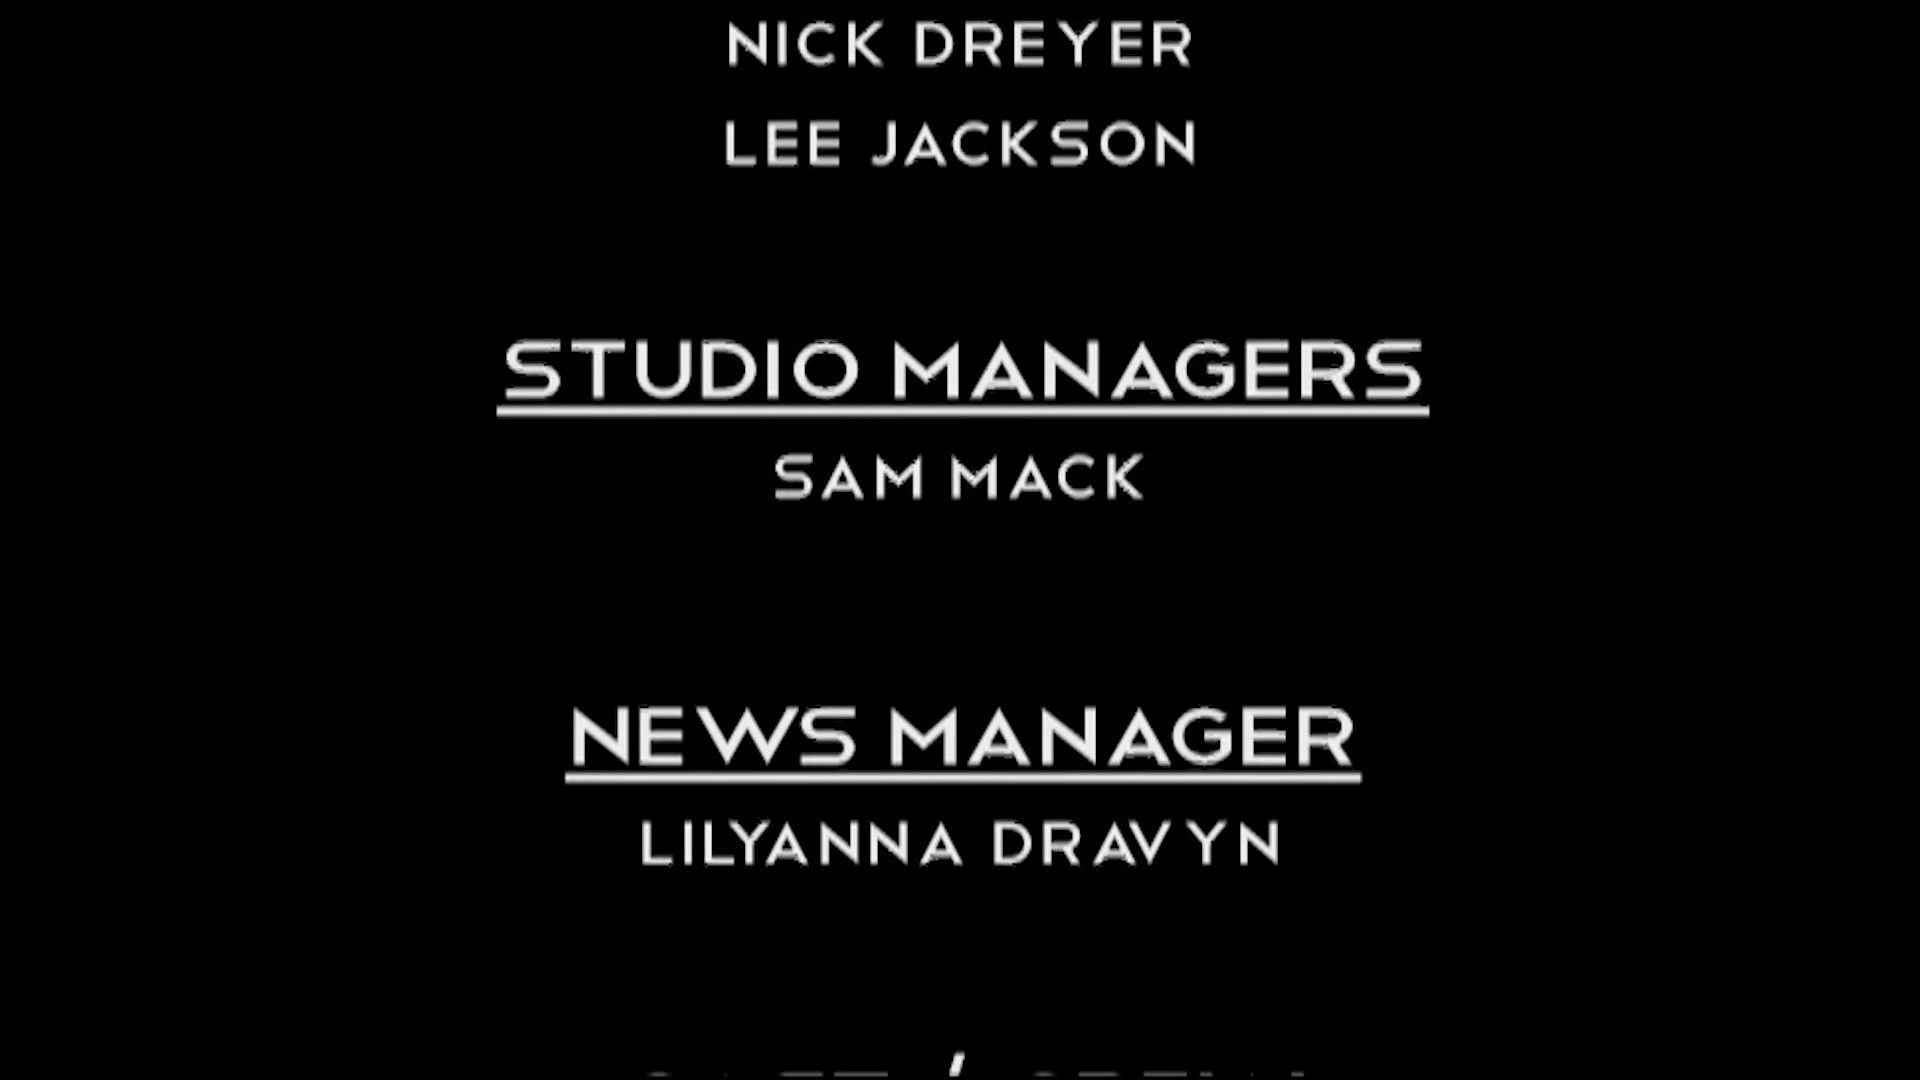 NICK DREYER
LEE JACKSON
STUDIO MANAGERS
SAM MACK
NEWS MANAGER
LILYANNA DRAVYN